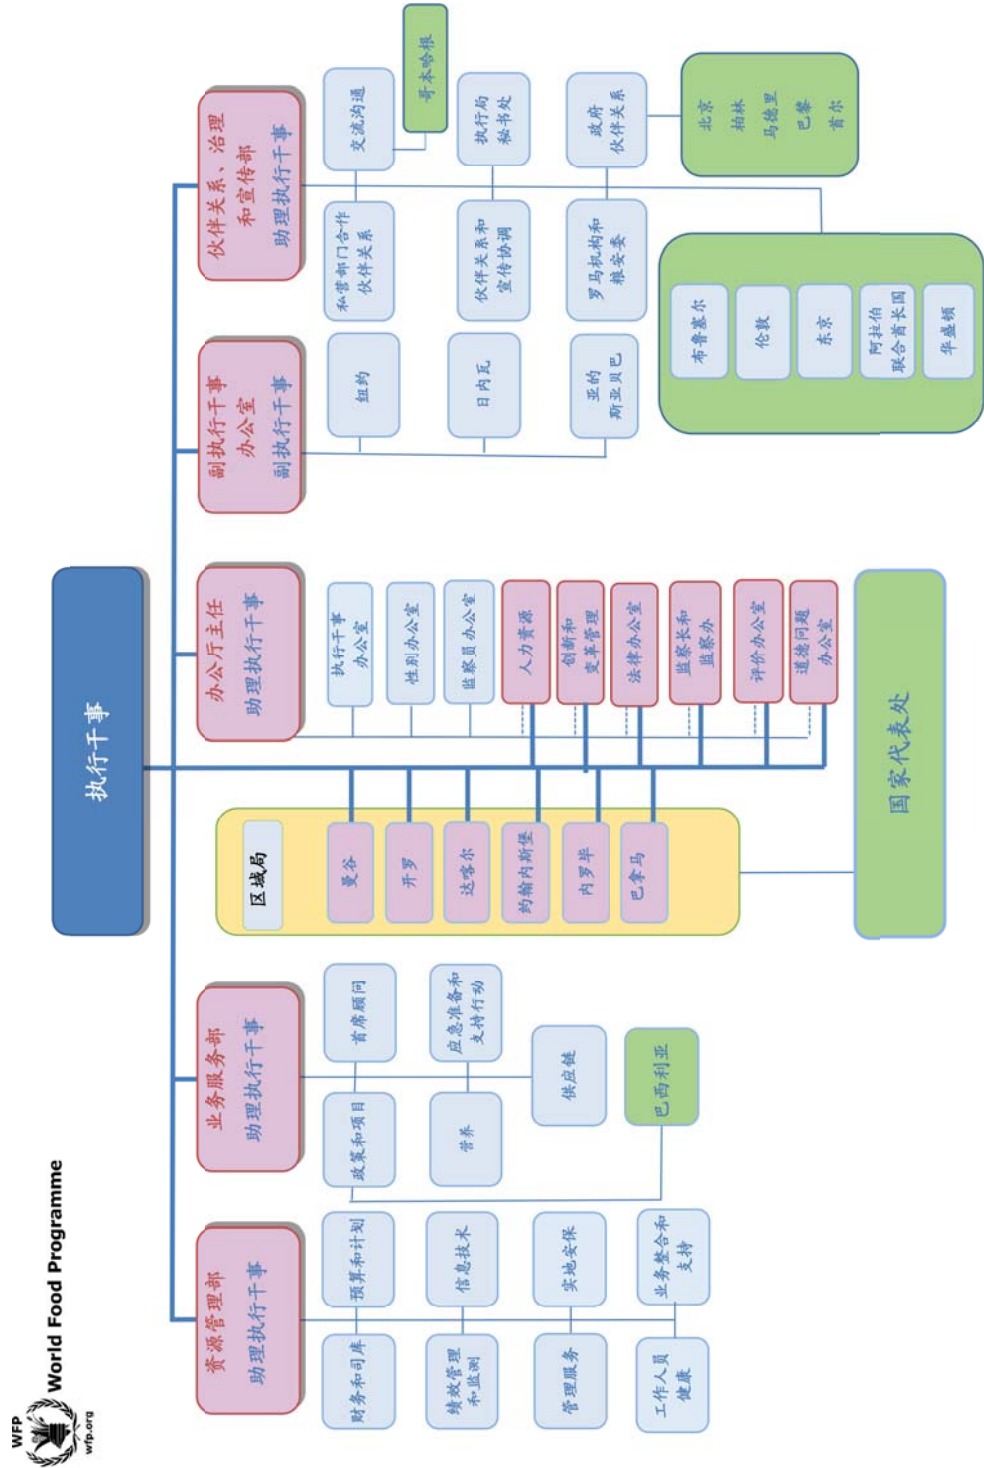 WFP
wfp.org
World Food Programme
执行干事
资源管理部
助理执行干事
业务服务部
助理执行干事
办公厅主任
助理执行干事
副执行干事
办公室
副执行干事
伙伴关系、治理
和宣传部
助理执行干事
财务和司库
预算和计划
绩效管理
和监测
信息技术
管理服务
实地安保
工作人员
健康
业务整合和
支持
政策和项目
首席顾问
营养
应急准备和
支持行动
供应链
巴西利亚
区域局
曼谷
开罗
达喀尔
约翰内斯堡
内罗毕
巴拿马
执行干事
办公室
性别办公室
监察员办公室
人力资源
创新和
变革管理
法律办公室
监察长和
监察办
评价办公室
道德问题
办公室
国家代表处
纽约
日内瓦
亚的
斯亚贝巴
私营部门合作
伙伴关系
交流沟通
哥本哈根
伙伴关系和
宣传协调
执行局
秘书处
罗马机构和
粮安委
政府
伙伴关系
布鲁塞尔
伦敦
东京
阿拉伯
联合酋长国
华盛顿
北京
柏林
马德里
巴黎
首尔